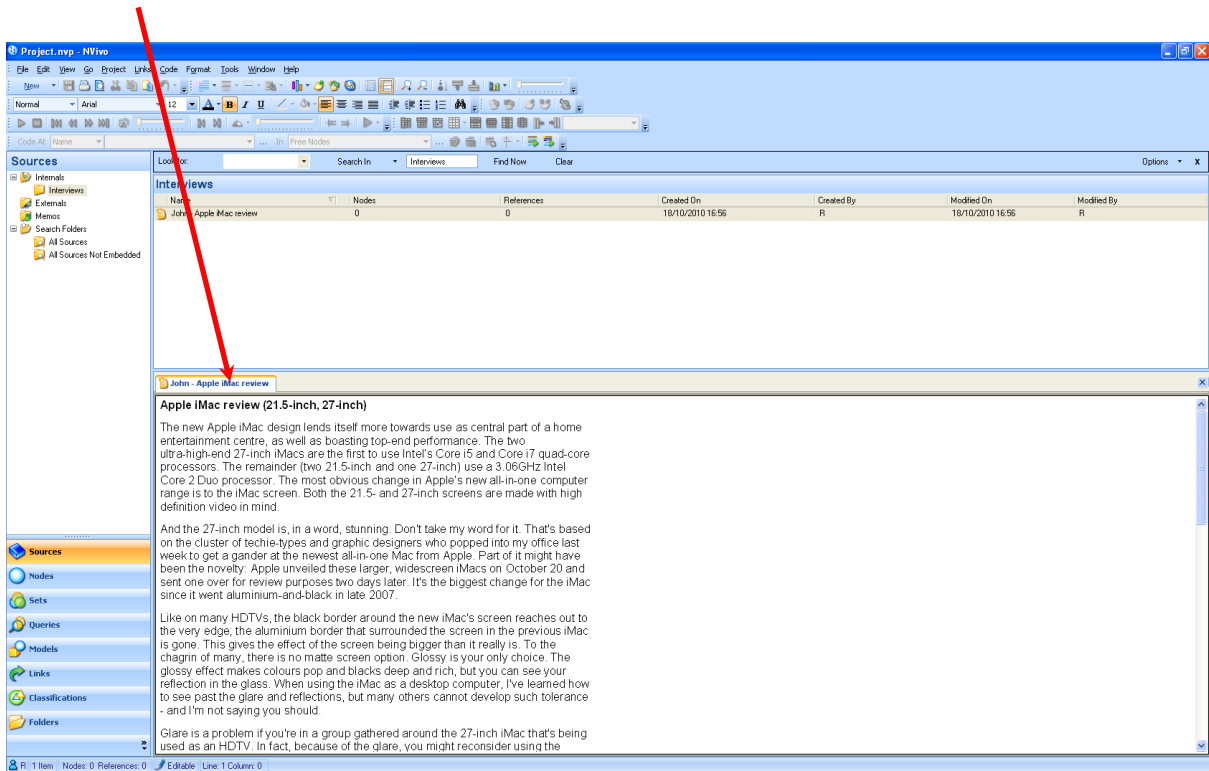 Project.nvp - NVivo
File Edit View Go Project Links Code Format Tools Window Help
New
Normal Arial 12 A B I U
Code At Name ... In Free Nodes ...
Sources
Internals
Interviews
Externals
Memos
Search Folders
All Sources
All Sources Not Embedded
Look for: Search In Interviews Find Now Clear Options x
Interviews
Name Nodes References Created On Created By Modified On Modified By
John - Apple iMac review 0 0 18/10/2010 16:56 R 18/10/2010 16:56 R
John - Apple iMac review
Apple iMac review (21.5-inch, 27-inch)
The new Apple iMac design lends itself more towards use as central part of a home
entertainment centre, as well as boasting top-end performance. The two
ultra-high-end 27-inch iMacs are the first to use Intel's Core i5 and Core i7 quad-core
processors. The remainder (two 21.5-inch and one 27-inch) use a 3.06GHz Intel
Core 2 Duo processor. The most obvious change in Apple's new all-in-one computer
range is to the iMac screen. Both the 21.5- and 27-inch screens are made with high
definition video in mind.
And the 27-inch model is, in a word, stunning. Don't take my word for it. That's based
on the cluster of techie-types and graphic designers who popped into my office last
week to get a gander at the newest all-in-one Mac from Apple. Part of it might have
been the novelty: Apple unveiled these larger, widescreen iMacs on October 20 and
sent one over for review purposes two days later. It's the biggest change for the iMac
since it went aluminium-and-black in late 2007.
Like on many HDTVs, the black border around the new iMac's screen reaches out to
the very edge; the aluminium border that surrounded the screen in the previous iMac
is gone. This gives the effect of the screen being bigger than it really is. To the
chagrin of many, there is no matte screen option. Glossy is your only choice. The
glossy effect makes colours pop and blacks deep and rich, but you can see your
reflection in the glass. When using the iMac as a desktop computer, I've learned how
to see past the glare and reflections, but many others cannot develop such tolerance
- and I'm not saying you should.
Glare is a problem if you're in a group gathered around the 27-inch iMac that's being
used as an HDTV. In fact, because of the glare, you might reconsider using the
Sources
Nodes
Sets
Queries
Models
Links
Classifications
Folders
R 1 Item Nodes: 0 References: 0 Editable Line: 1 Column: 0